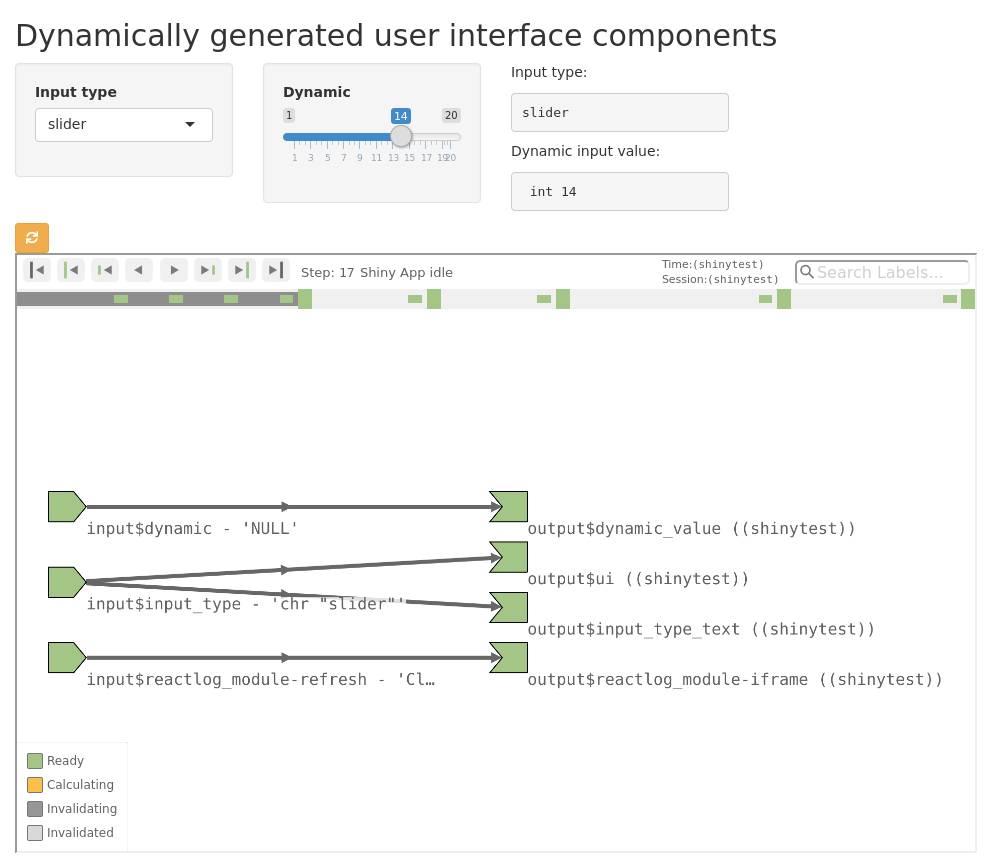 Dynamically generated user interface components
Input type
slider
Dynamic
1 14 20
1 3 5 7 9 11 13 15 17 19 20
Input type:
slider
Dynamic input value:
int 14
Step: 17 Shiny App idle
Time:(shinytest)
Session:(shinytest)
Search Labels...
input$dynamic - 'NULL'
output$dynamic_value ((shinytest))
output$ui ((shinytest))
input$input_type - 'chr "slider"'
output$input_type_text ((shinytest))
input$reactlog_module-refresh - 'Cl…
output$reactlog_module-iframe ((shinytest))
Ready
Calculating
Invalidating
Invalidated